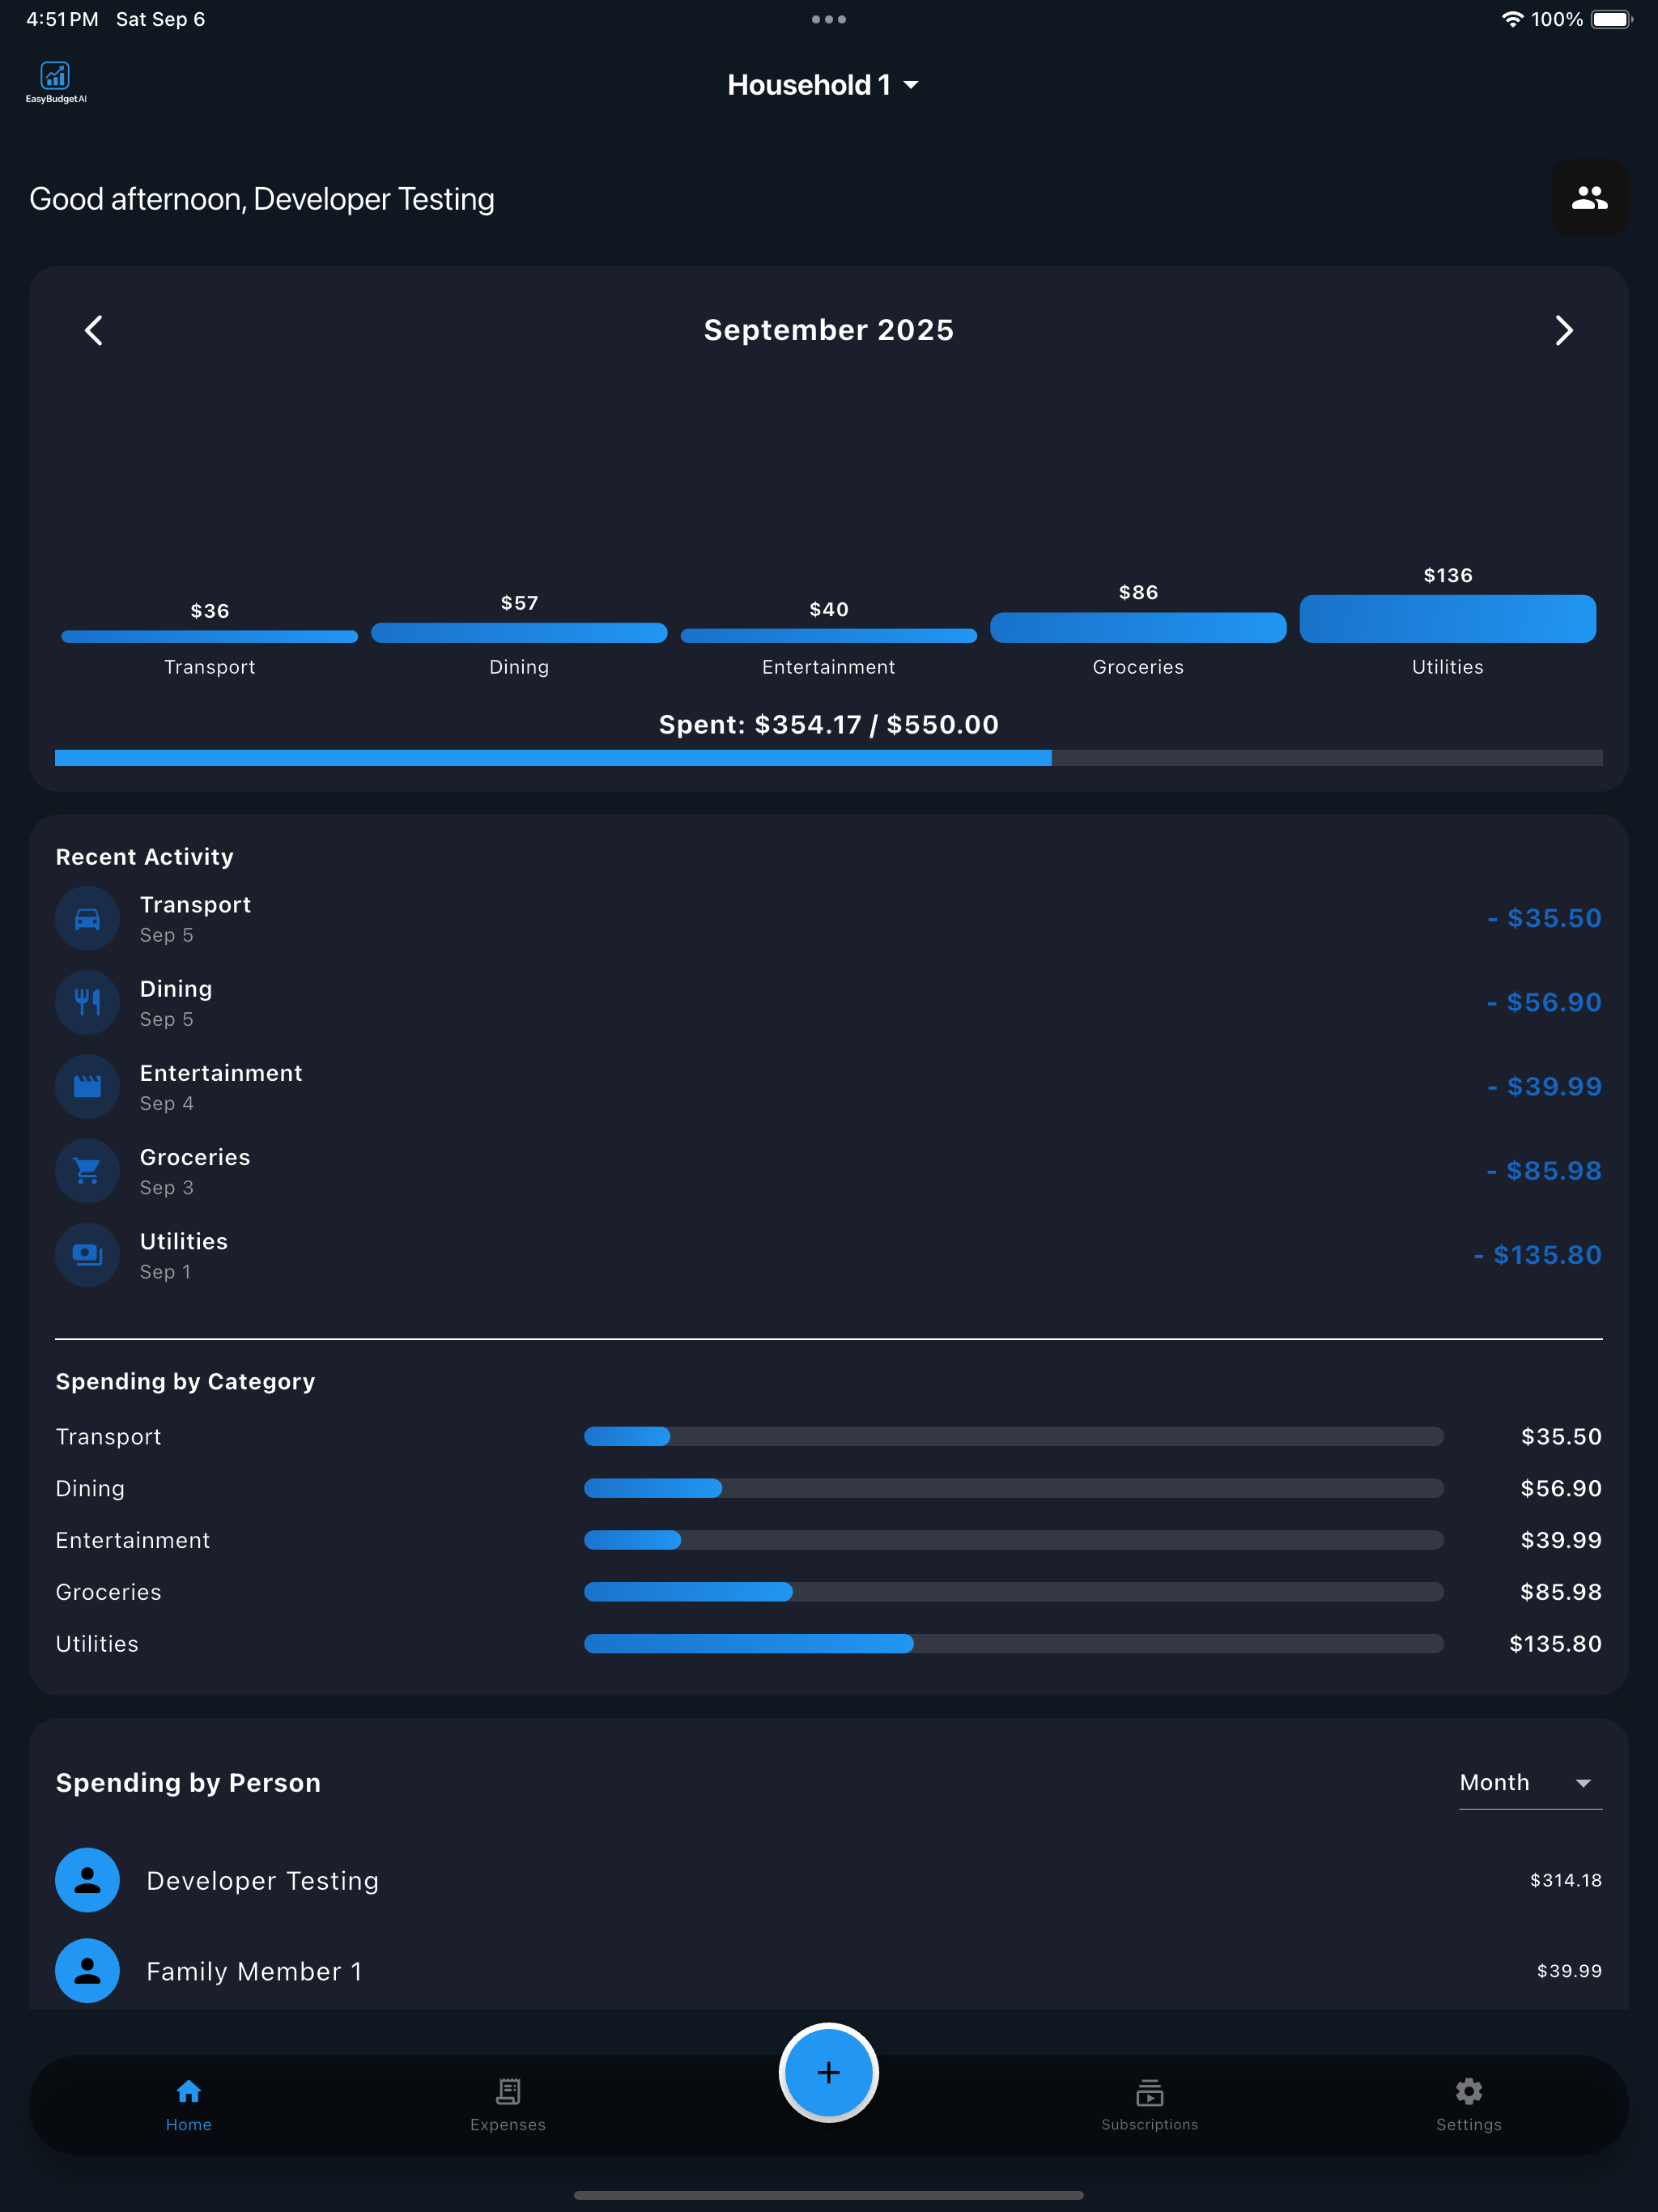 4:51 PM Sat Sep 6
100%
EasyBudgetAI
Household 1
Good afternoon, Developer Testing
September 2025
$36
$57
$40
$86
$136
Transport
Dining
Entertainment
Groceries
Utilities
Spent: $354.17 / $550.00
Recent Activity
Transport
Sep 5
- $35.50
Dining
Sep 5
- $56.90
Entertainment
Sep 4
- $39.99
Groceries
Sep 3
- $85.98
Utilities
Sep 1
- $135.80
Spending by Category
Transport $35.50
Dining $56.90
Entertainment $39.99
Groceries $85.98
Utilities $135.80
Spending by Person
Month
Developer Testing $314.18
Family Member 1 $39.99
+
Home
Expenses
Subscriptions
Settings